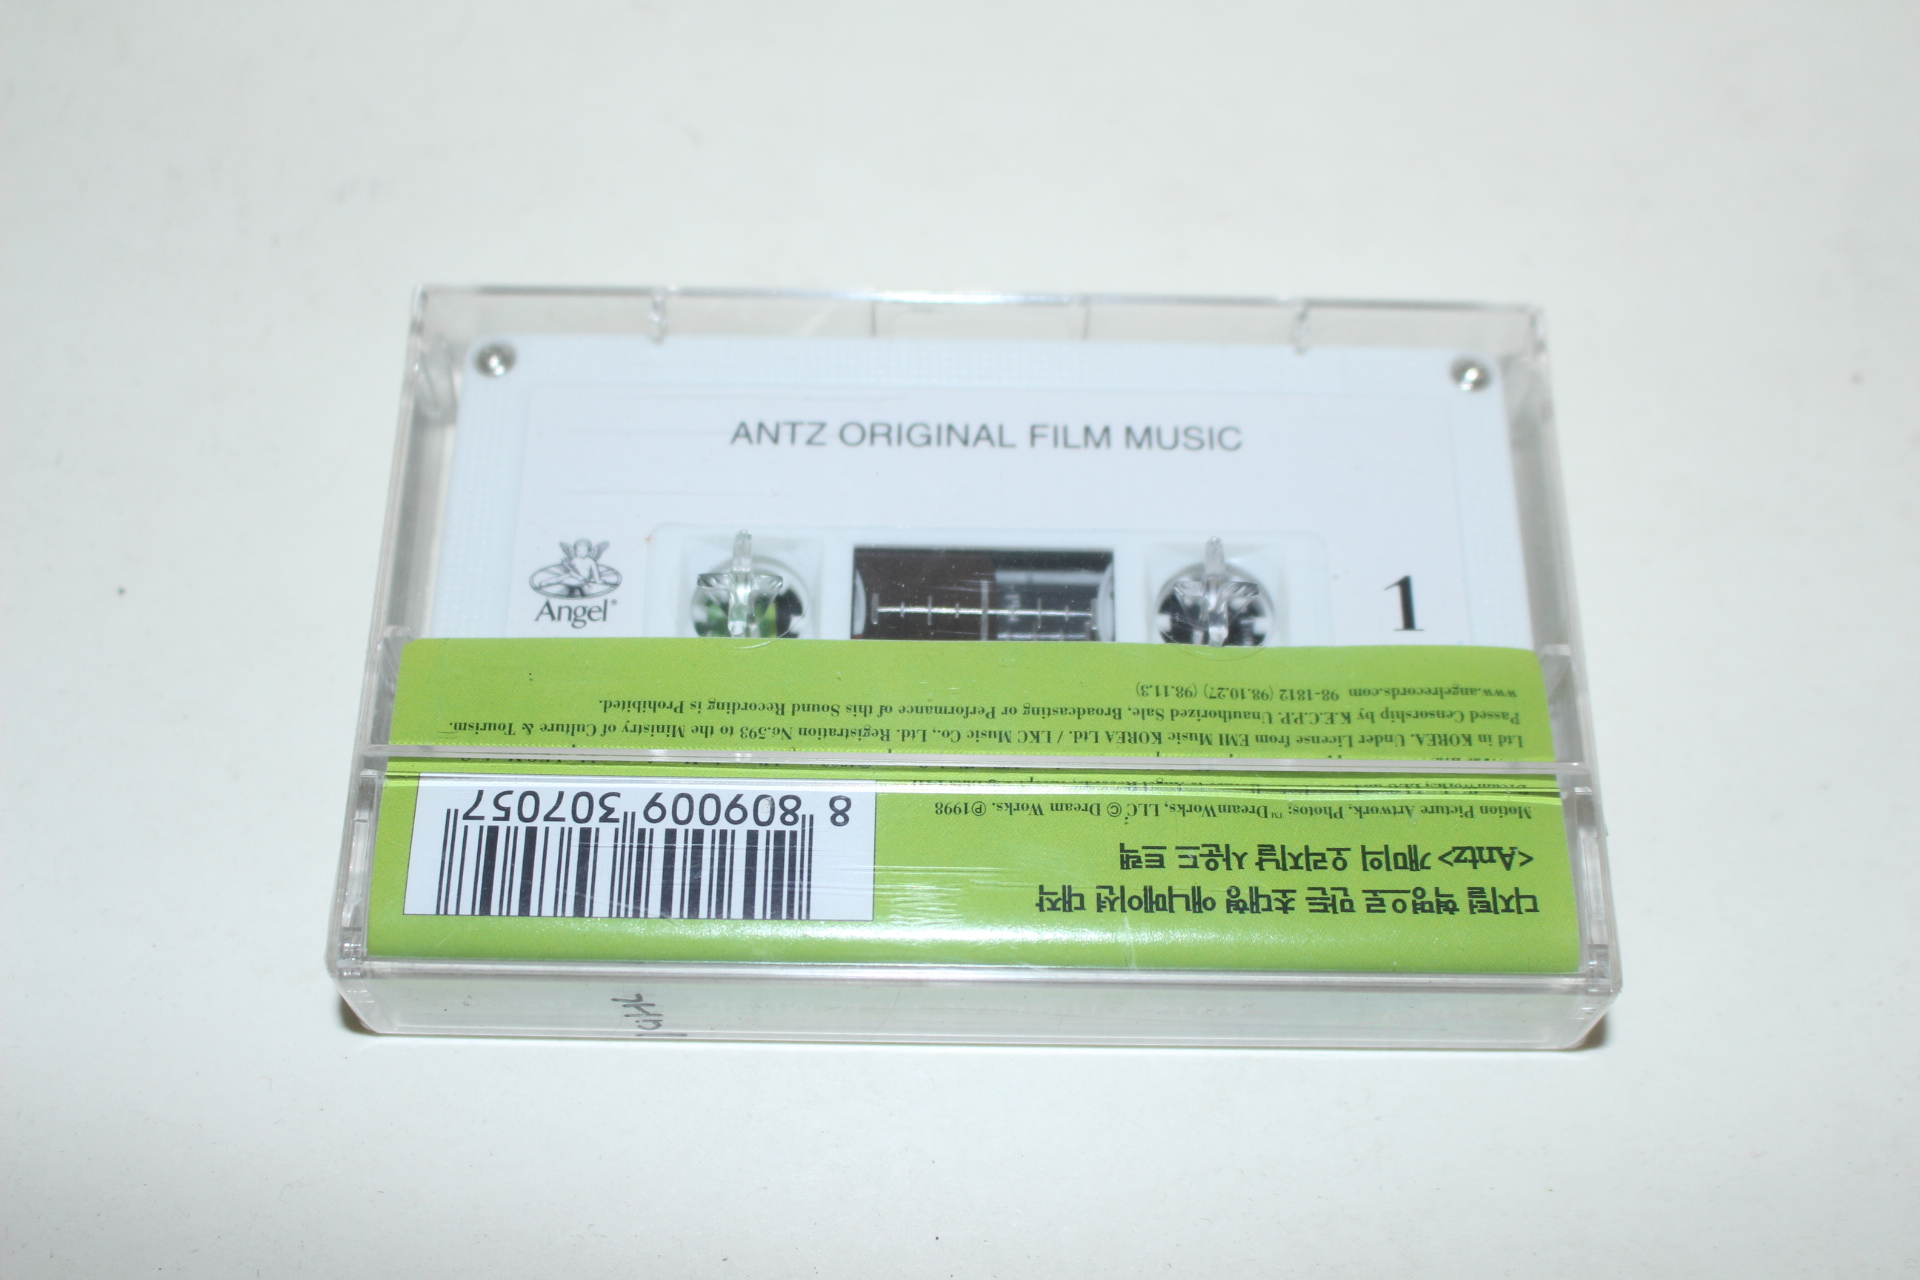 ANTZ ORIGINAL FILM MUSIC
Angel®
1
디지털 혁명으로 만든 초대형 애니메이션 대작
<Antz> 개미의 오리지날 사운드 트랙
Motion Picture Artwork, Photos; ™DreamWorks, LLC © Dream Works. ℗1998
Ltd in KOREA. Under License from EMI Music KOREA Ltd. / LKC Music Co., Ltd. Registration No.593 to the Ministry of Culture & Tourism.
Passed Censorship by K.E.C.P.P. Unauthorized, Sale, Broadcasting or Performance of this Sound Recording is Prohibited.
www.angelrecords.com 98-1812 (98.10.27) (98.11.3)
8 809009 307057